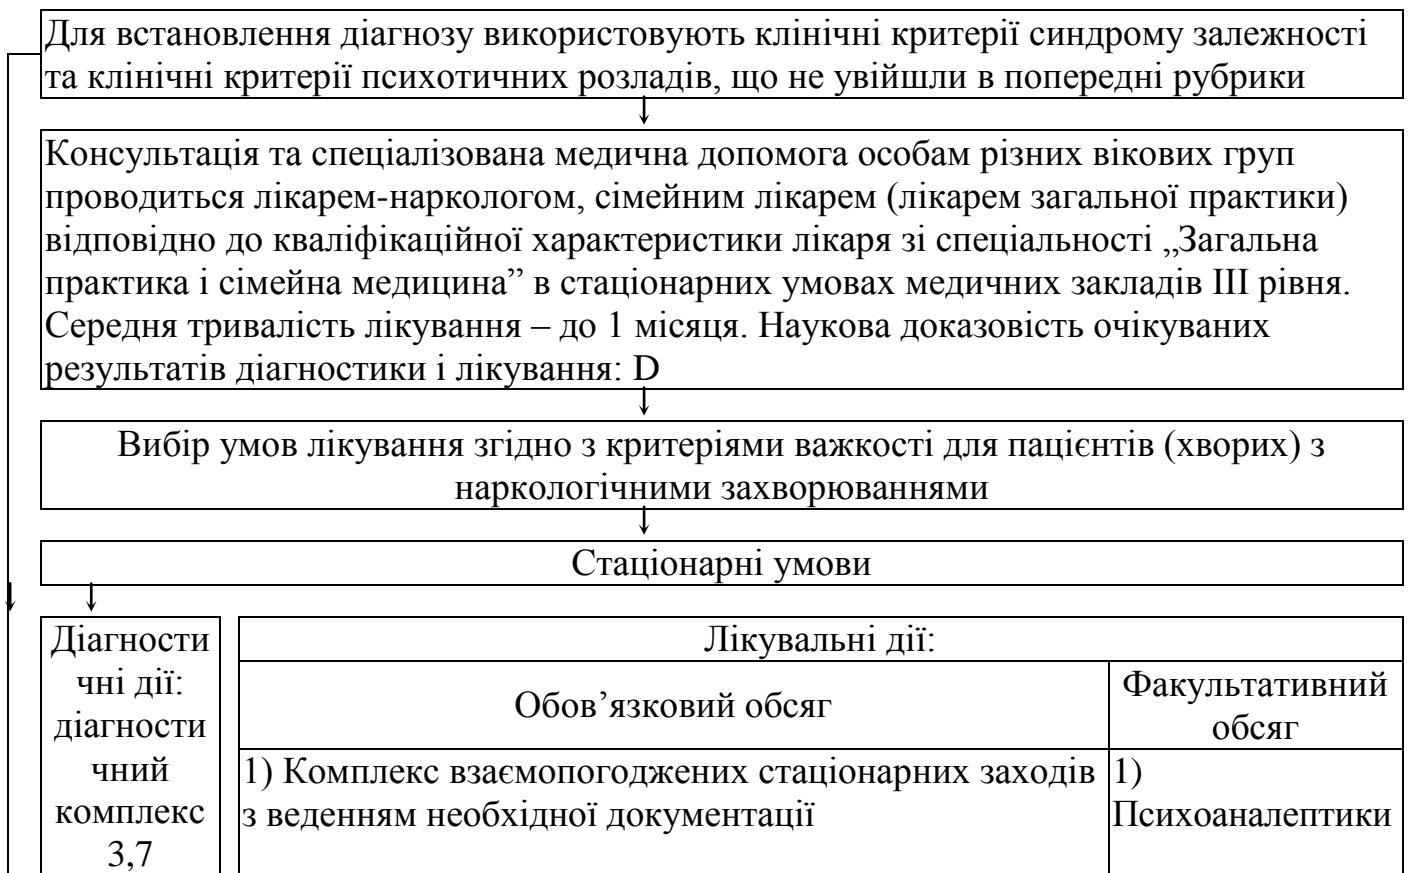 Для встановлення діагнозу використовують клінічні критерії синдрому залежності
та клінічні критерії психотичних розладів, що не увійшли в попередні рубрики
Консультація та спеціалізована медична допомога особам різних вікових груп
проводиться лікарем-наркологом, сімейним лікарем (лікарем загальної практики)
відповідно до кваліфікаційної характеристики лікаря зі спеціальності „Загальна
практика і сімейна медицина” в стаціонарних умовах медичних закладів III рівня.
Середня тривалість лікування – до 1 місяця. Наукова доказовість очікуваних
результатів діагностики і лікування: D
Вибір умов лікування згідно з критеріями важкості для пацієнтів (хворих) з
наркологічними захворюваннями
Стаціонарні умови
Діагности
чні дії:
діагности
чний
комплекс
3,7
Лікувальні дії:
Обов’язковий обсяг
Факультативний
обсяг
1) Комплекс взаємопогоджених стаціонарних заходів
з веденням необхідної документації
1)
Психоаналептики